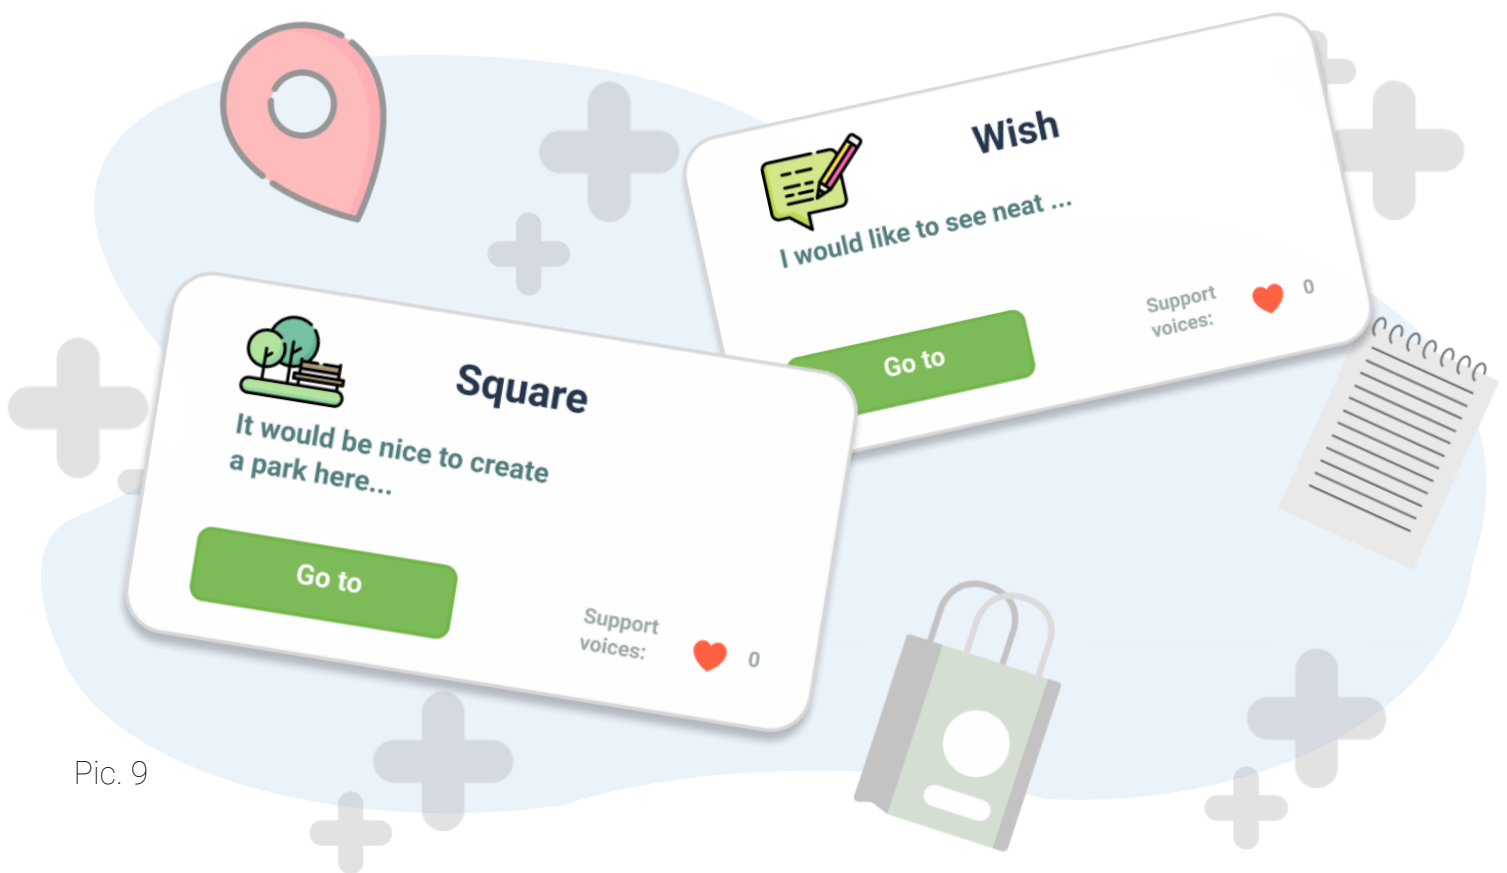 Wish
I would like to see neat ...
Support
voices:
0
Go to
Square
It would be nice to create
a park here...
Go to
Support
voices:
0
Pic. 9